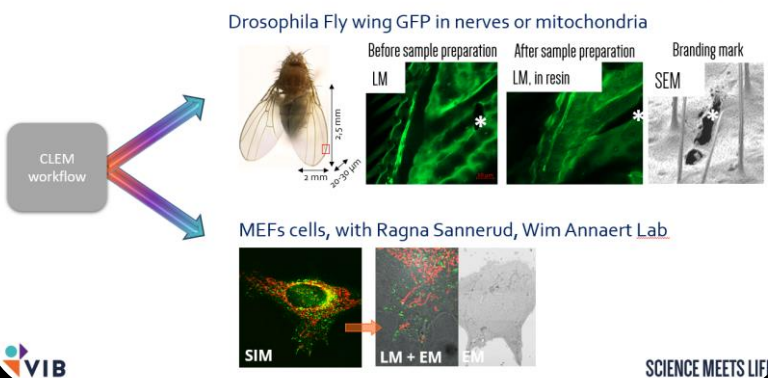 Drosophila Fly wing GFP in nerves or mitochondria
Before sample preparation
After sample preparation
Branding mark
LM
LM, in resin
SEM
*
*
*
2,5 mm
2 mm
20-30 µm
CLEM
workflow
MEFs cells, with Ragna Sannerud, Wim Annaert Lab
SIM
LM + EM
EM
VIB
SCIENCE MEETS LIF